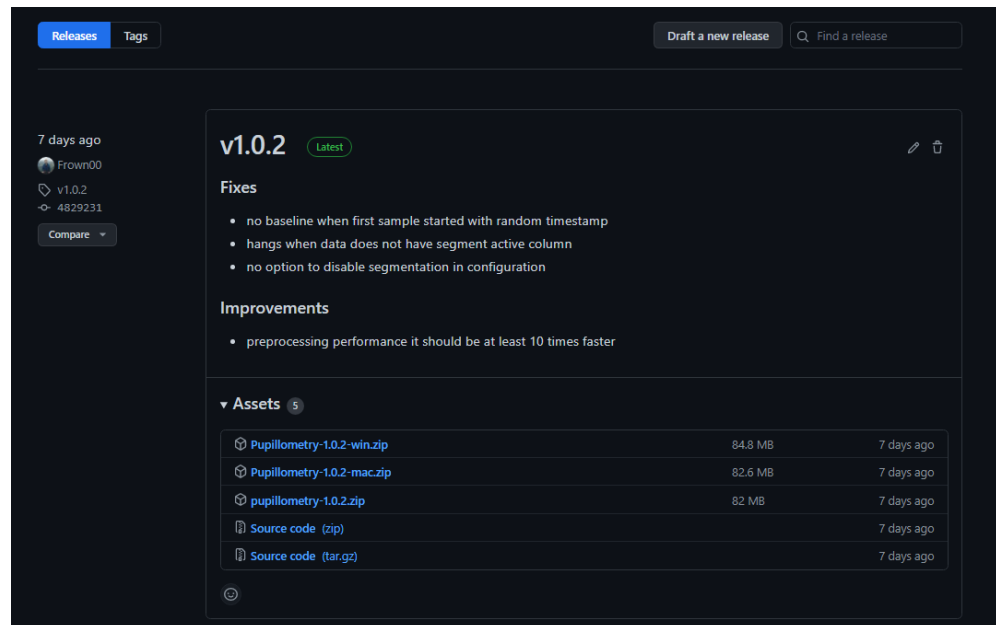 Releases Tags Draft a new release Find a release
7 days ago
Frown00
v1.0.2
4829231
Compare
v1.0.2 Latest
Fixes
no baseline when first sample started with random timestamp
hangs when data does not have segment active column
no option to disable segmentation in configuration
Improvements
preprocessing performance it should be at least 10 times faster
Assets 5
Pupillometry-1.0.2-win.zip 84.8 MB 7 days ago
Pupillometry-1.0.2-mac.zip 82.6 MB 7 days ago
pupillometry-1.0.2.zip 82 MB 7 days ago
Source code (zip) 7 days ago
Source code (tar.gz) 7 days ago